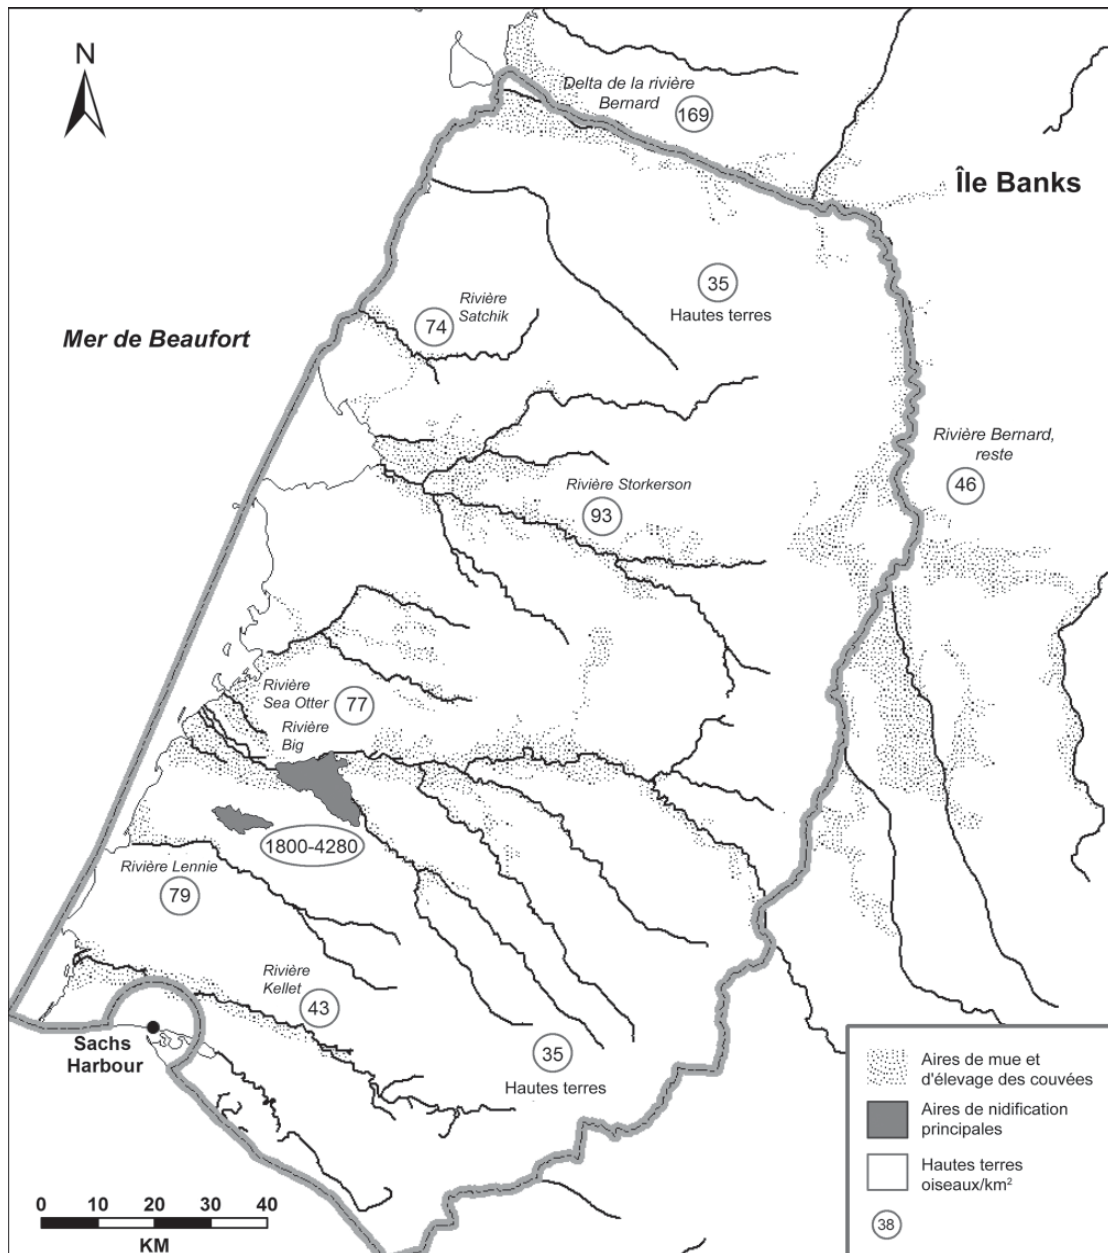 N
Delta de la rivière
Bernard
169
Île Banks
35
Hautes terres
Rivière
Satchik
74
Mer de Beaufort
Rivière Bernard,
reste
46
Rivière Storkerson
93
Rivière
Sea Otter
77
Rivière
Big
1800-4280
Rivière Lennie
79
Rivière
Kellet
43
Sachs
Harbour
35
Hautes terres
Aires de mue et
d'élevage des couvées
Aires de nidification
principales
Hautes terres
oiseaux/km²
38
0 10 20 30 40
KM